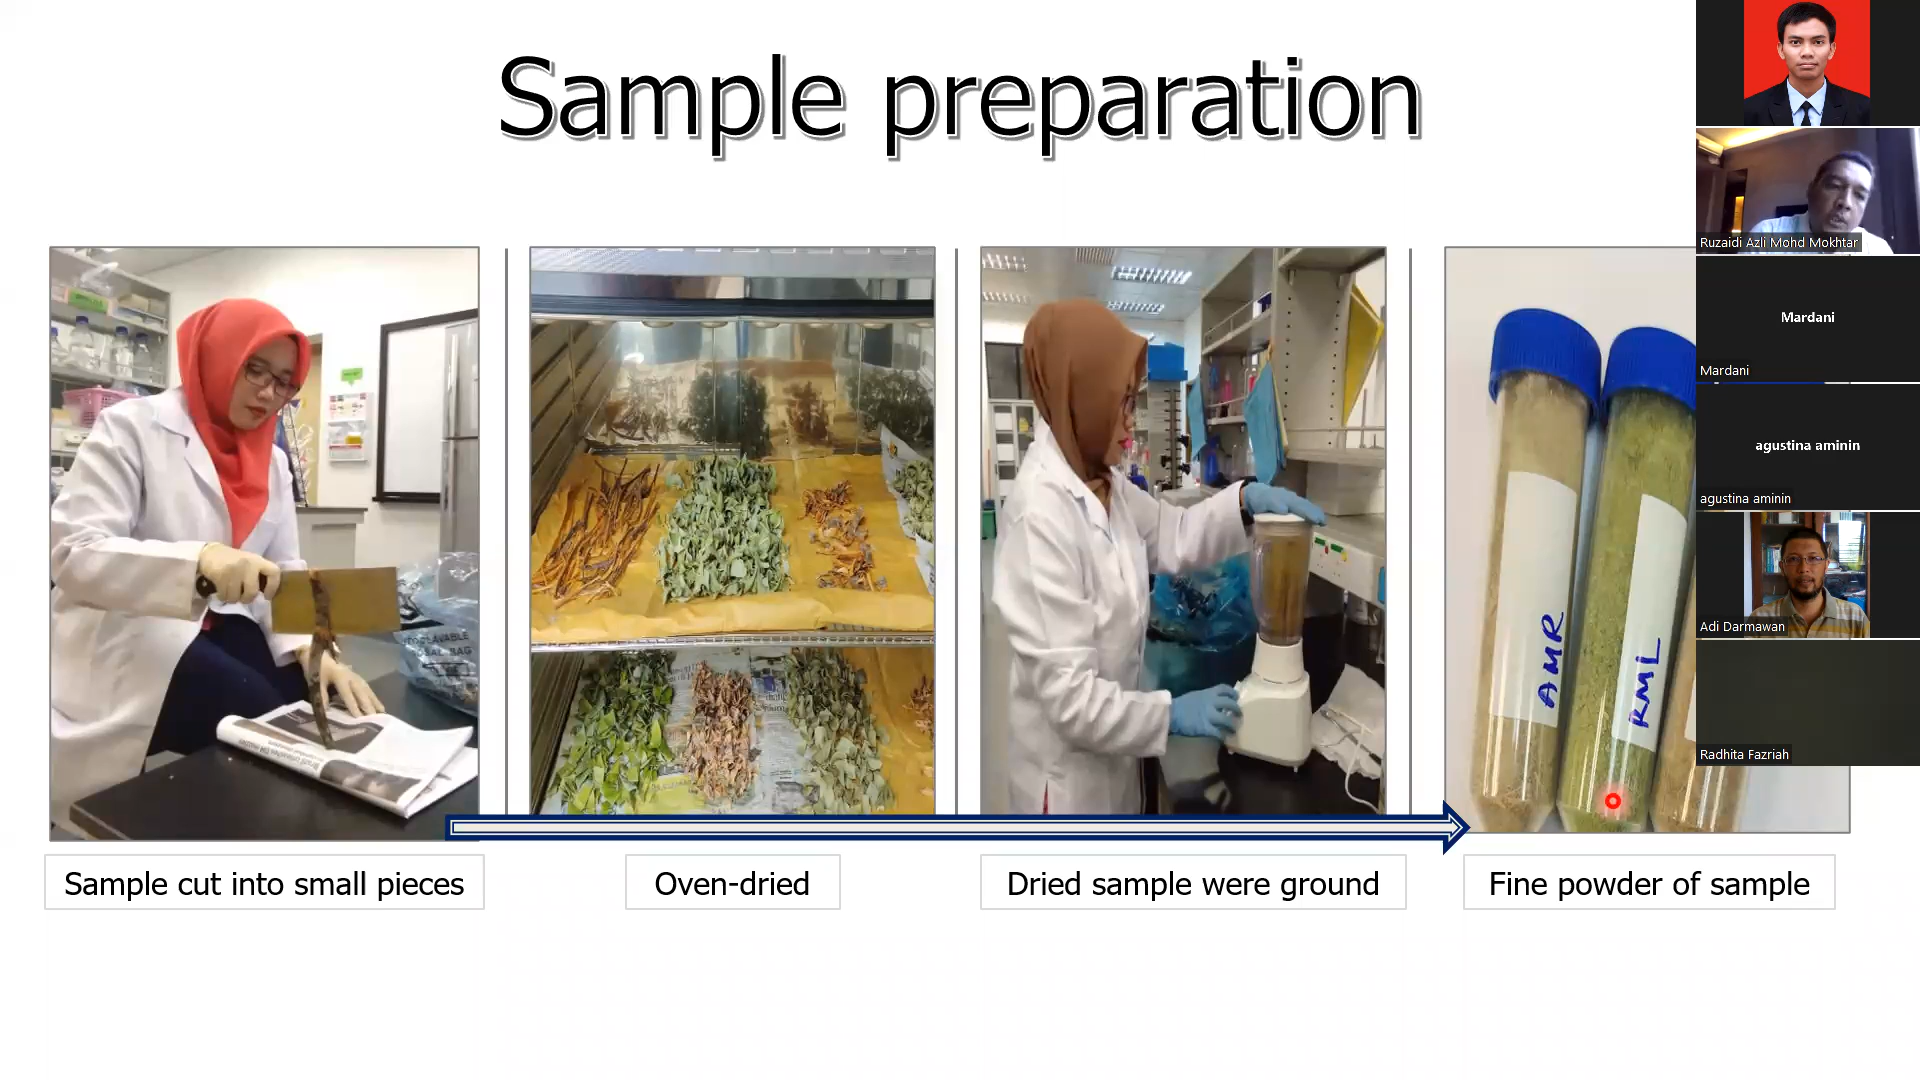 Sample preparation
Ruzaidi Azli Mohd Mokhtar
Mardani
Mardani
agustina aminin
agustina aminin
Adi Darmawan
Radhita Fazriah
AMR
RML
Sample cut into small pieces
Oven-dried
Dried sample were ground
Fine powder of sample